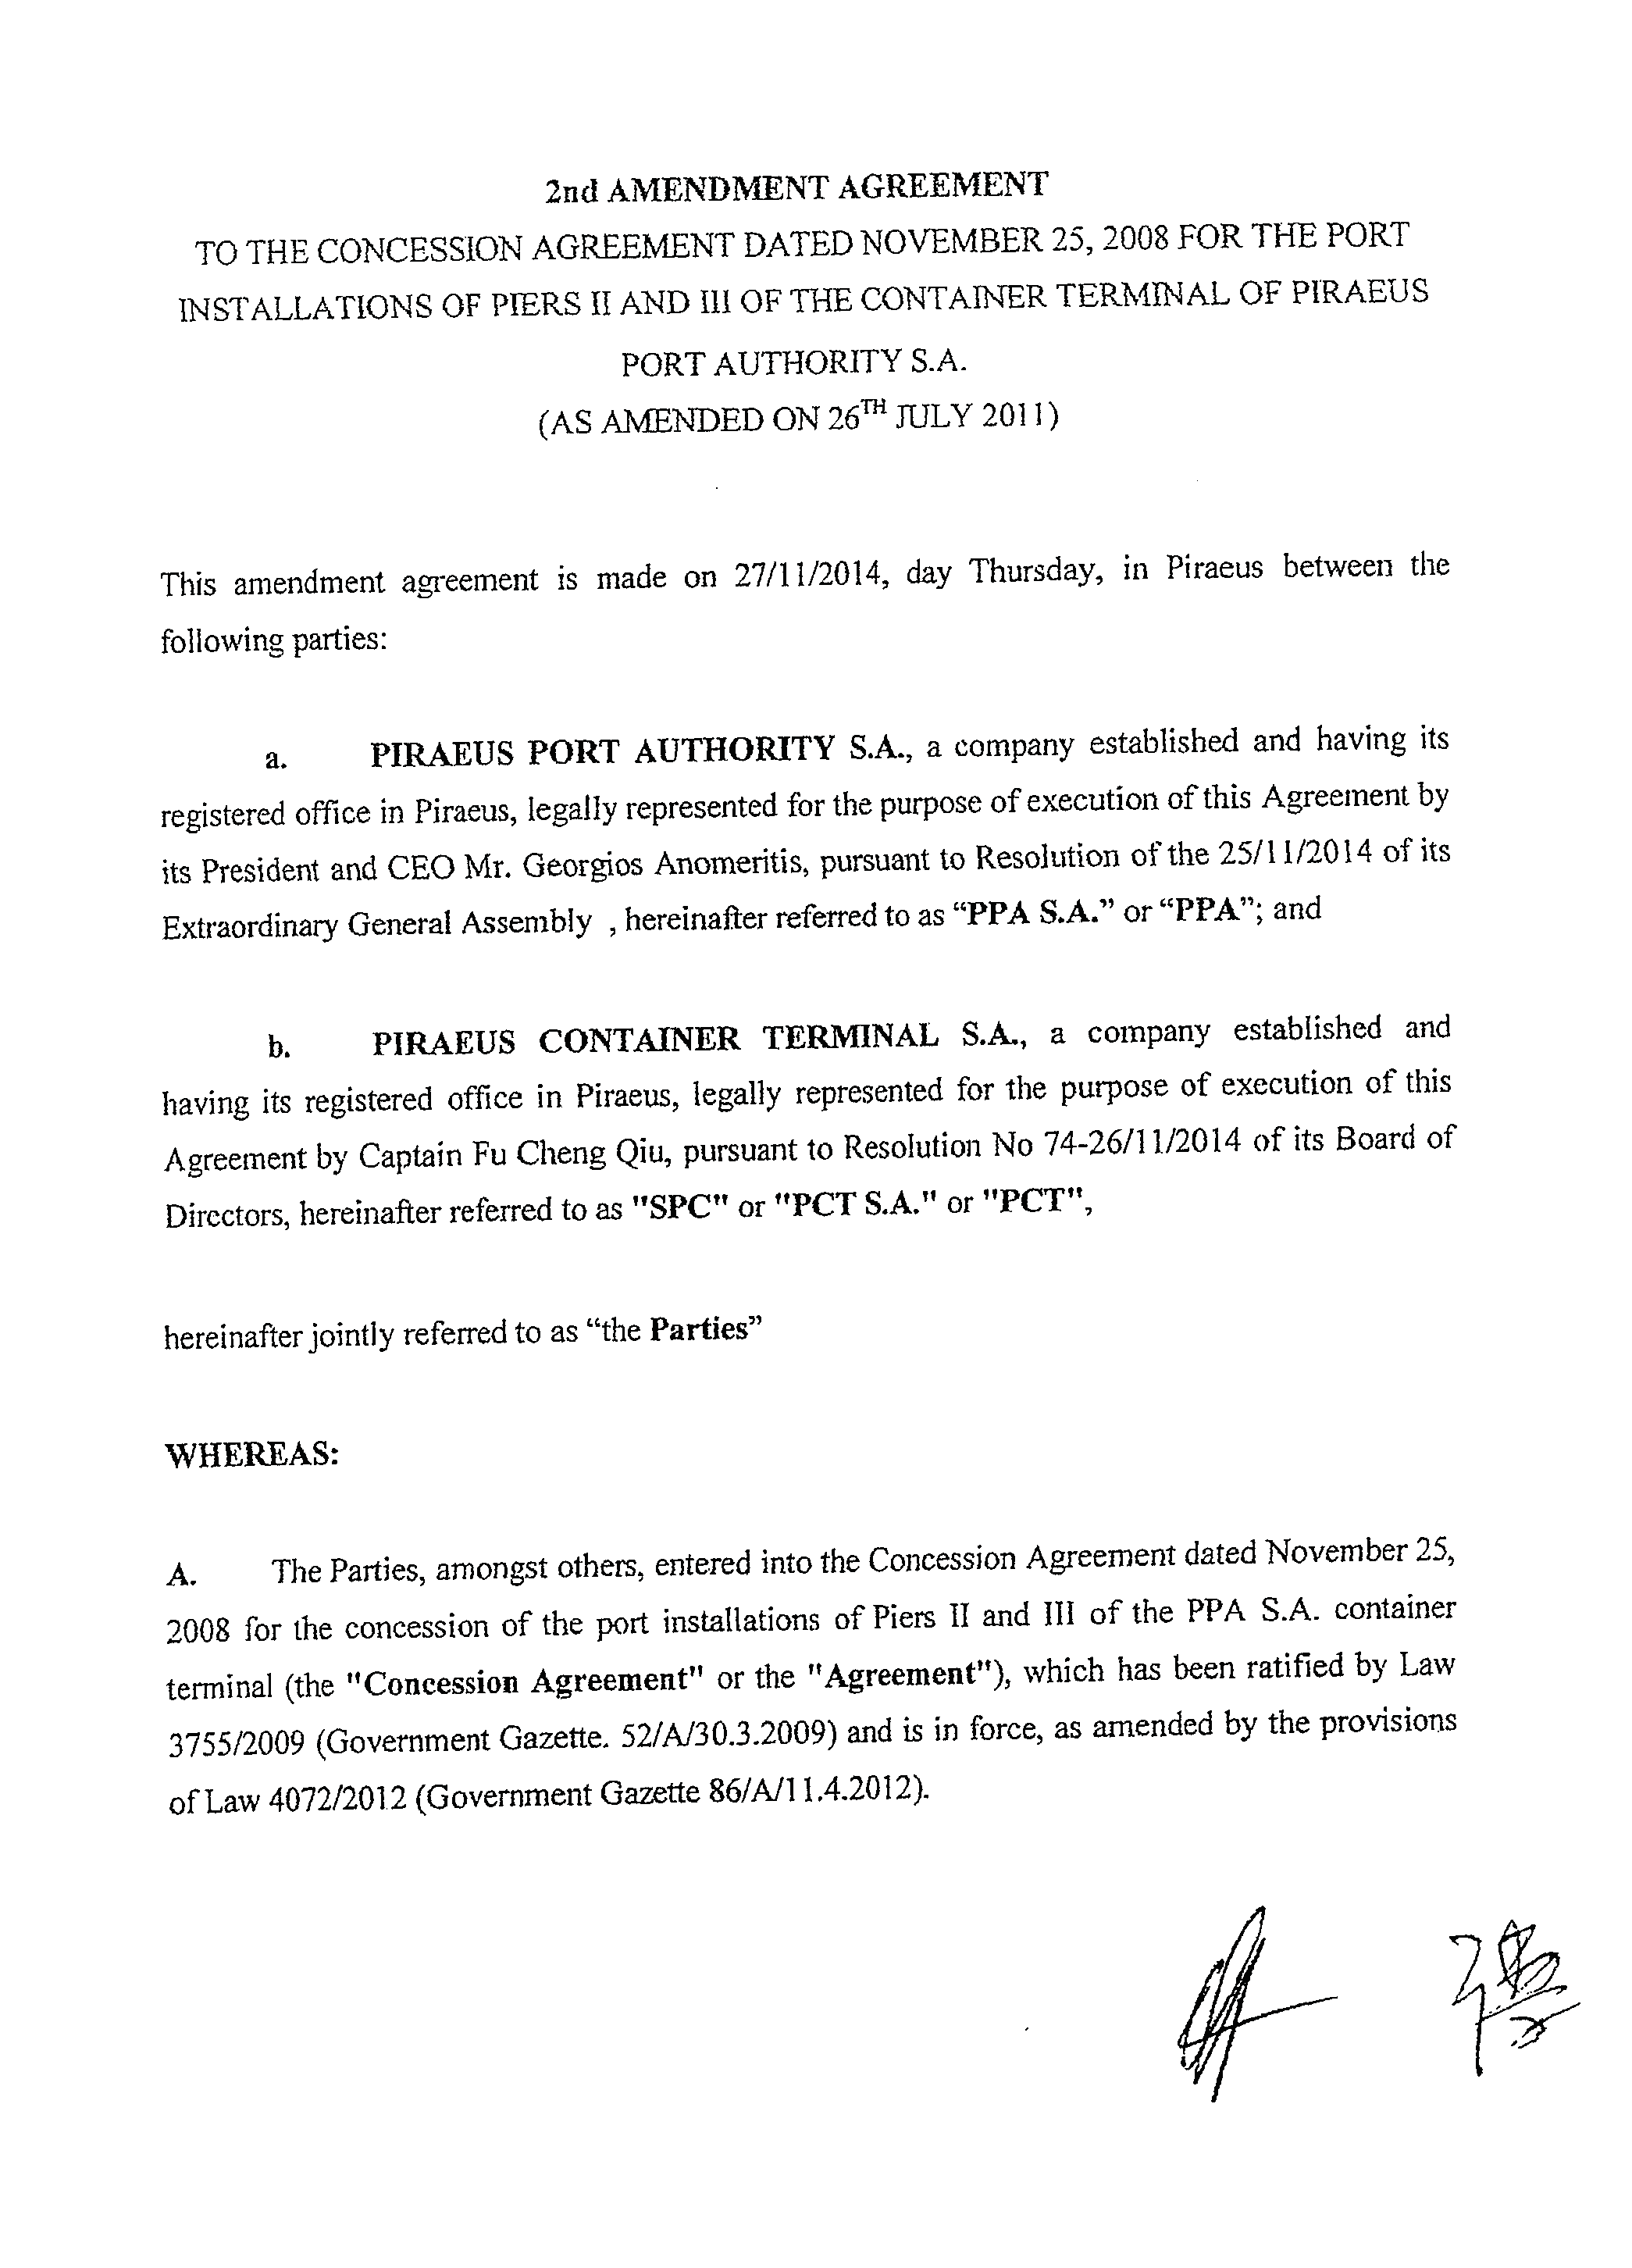 2nd AMENDMENT AGREEMENT
TO THE CONCESSION AGREEMENT DATED NOVEMBER 25, 2008 FOR THE PORT
INSTALLATIONS OF PIERS II AND III OF THE CONTAINER TERMINAL OF PIRAEUS
PORT AUTHORITY S.A.
(AS AMENDED ON 26TH JULY 2011)
This amendment agreement is made on 27/11/2014, day Thursday, in Piraeus between the
following parties:
a. PIRAEUS PORT AUTHORITY S.A., a company established and having its
registered office in Piraeus, legally represented for the purpose of execution of this Agreement by
its President and CEO Mr. Georgios Anomeritis, pursuant to Resolution of the 25/11/2014 of its
Extraordinary General Assembly , hereinafter referred to as “PPA S.A.” or “PPA”; and
b. PIRAEUS CONTAINER TERMINAL S.A., a company established and
having its registered office in Piraeus, legally represented for the purpose of execution of this
Agreement by Captain Fu Cheng Qiu, pursuant to Resolution No 74-26/11/2014 of its Board of
Directors, hereinafter referred to as "SPC" or "PCT S.A." or "PCT",
hereinafter jointly referred to as “the Parties”
WHEREAS:
A. The Parties, amongst others, entered into the Concession Agreement dated November 25,
2008 for the concession of the port installations of Piers II and III of the PPA S.A. container
terminal (the "Concession Agreement" or the "Agreement"), which has been ratified by Law
3755/2009 (Government Gazette. 52/A/30.3.2009) and is in force, as amended by the provisions
of Law 4072/2012 (Government Gazette 86/A/11.4.2012).